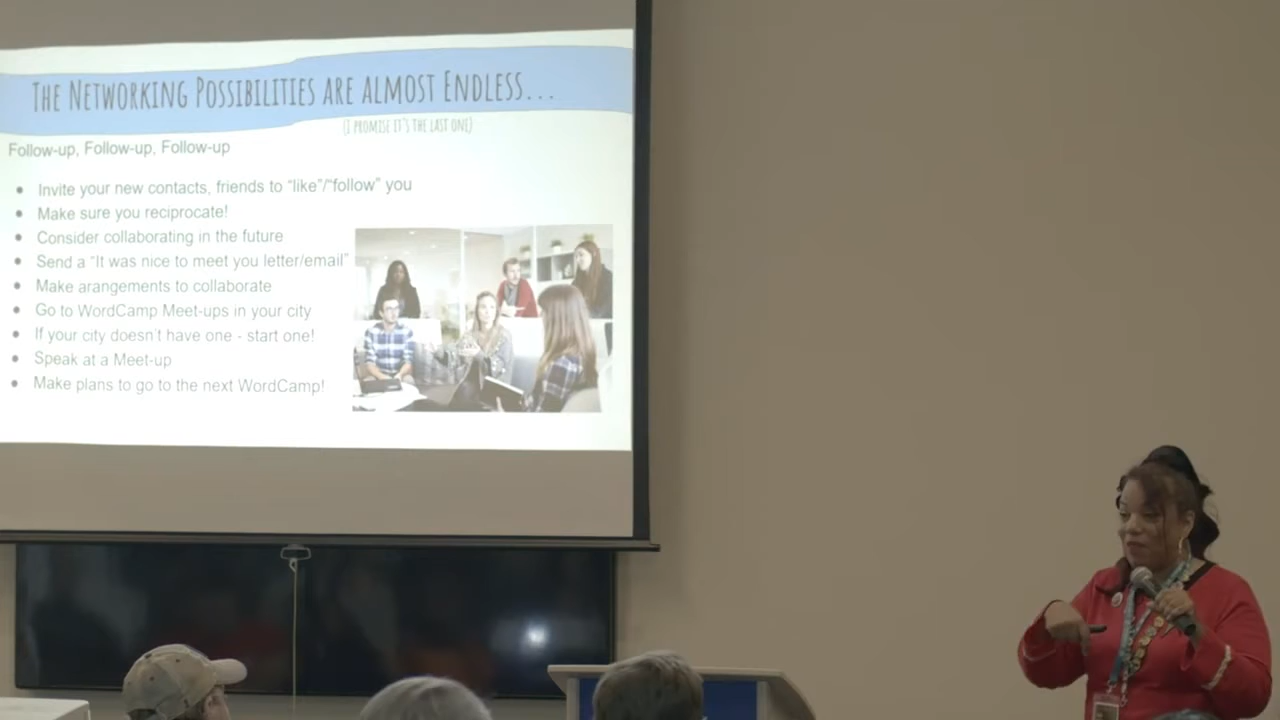 THE NETWORKING POSSIBILITIES ARE ALMOST ENDLESS...
(I PROMISE IT'S THE LAST ONE)
Follow-up, Follow-up, Follow-up
• Invite your new contacts, friends to “like”/“follow” you
• Make sure you reciprocate!
• Consider collaborating in the future
• Send a “It was nice to meet you letter/email”
• Make arangements to collaborate
• Go to WordCamp Meet-ups in your city
• If your city doesn't have one - start one!
• Speak at a Meet-up
• Make plans to go to the next WordCamp!